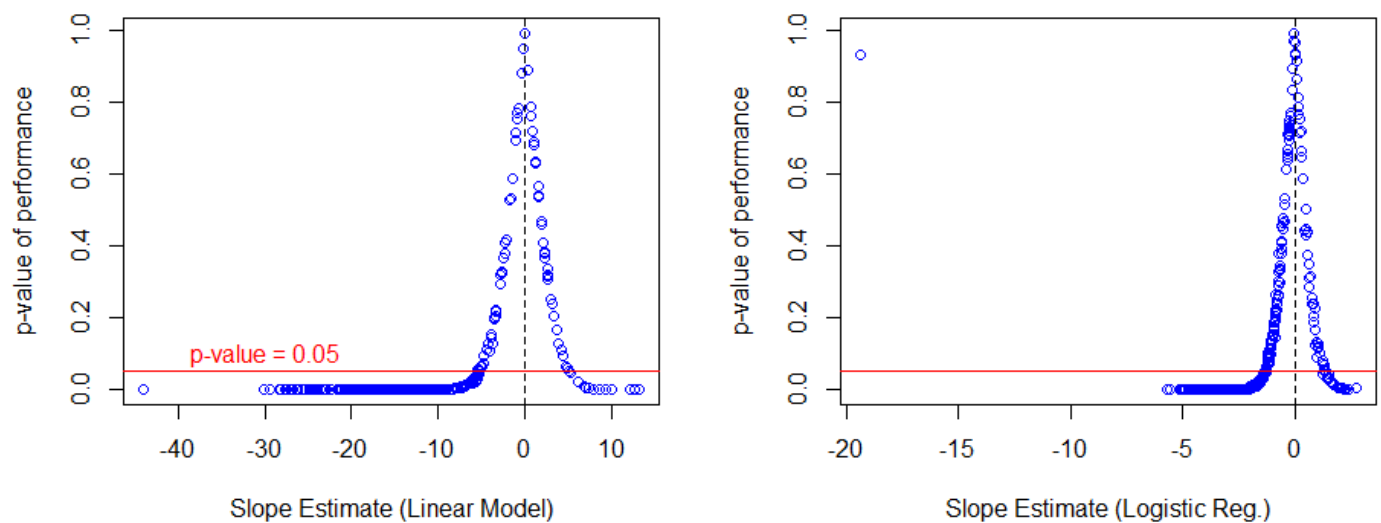 p-value of performance
1.0
0.8
0.6
0.4
0.2
0.0
p-value = 0.05
-40 -30 -20 -10 0 10
Slope Estimate (Linear Model)
p-value of performance
1.0
0.8
0.6
0.4
0.2
0.0
-20 -15 -10 -5 0
Slope Estimate (Logistic Reg.)